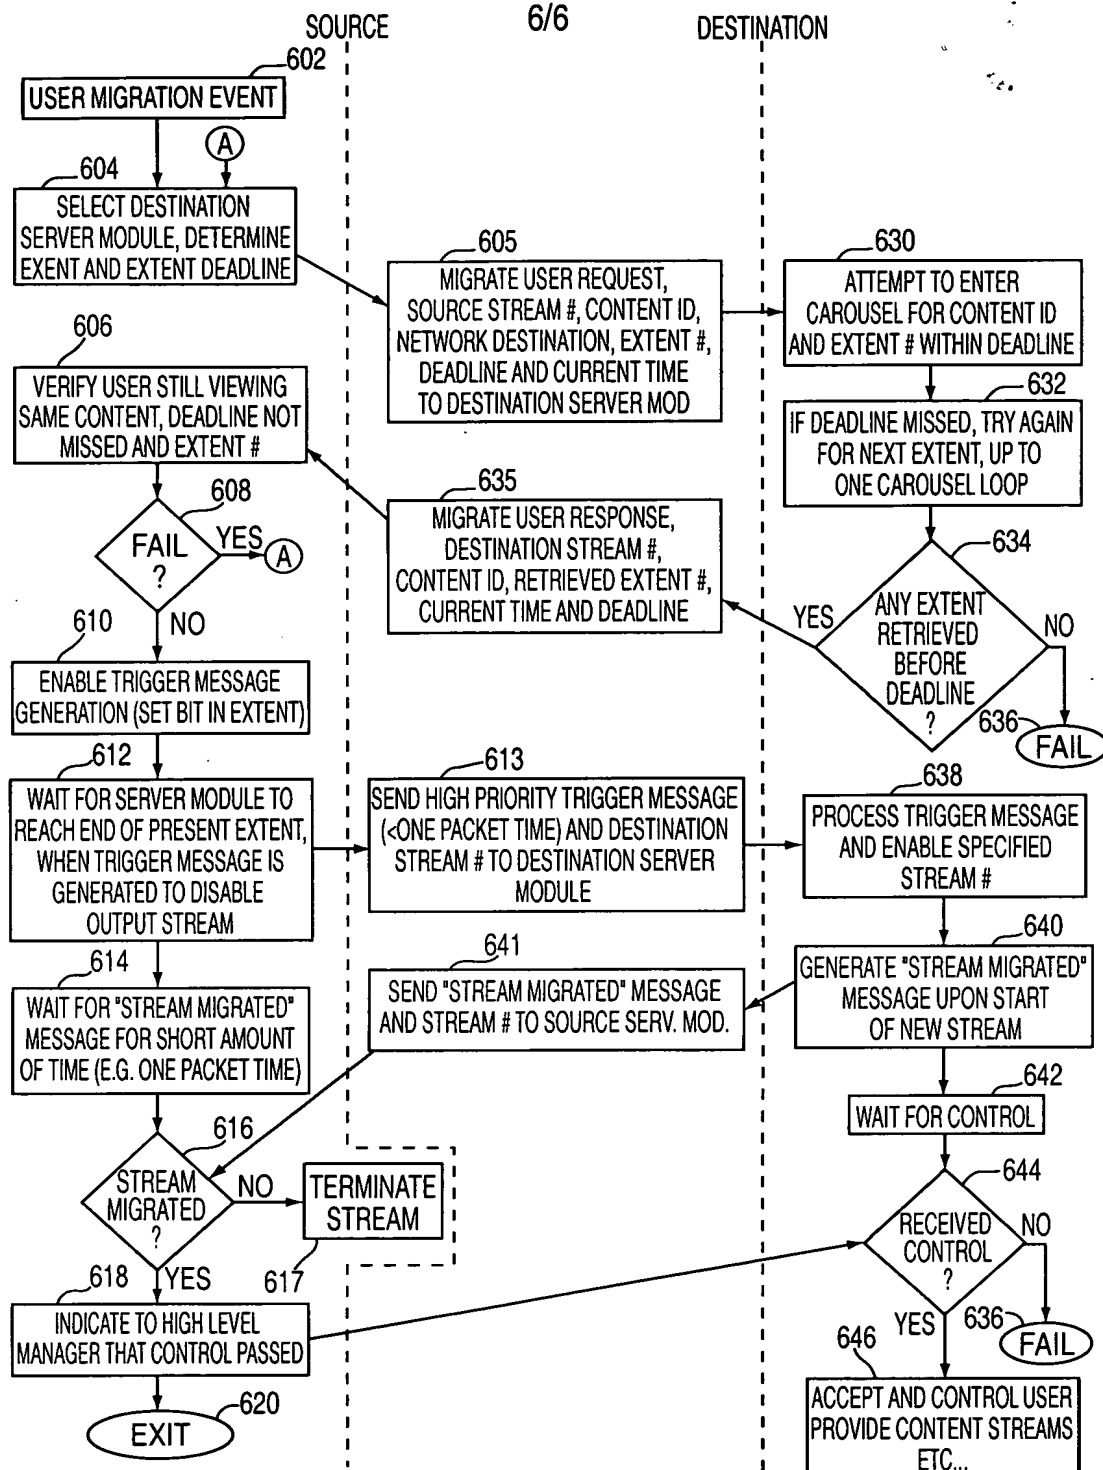 6/6
SOURCE
DESTINATION
602
USER MIGRATION EVENT
A
604
SELECT DESTINATION
SERVER MODULE, DETERMINE
EXENT AND EXTENT DEADLINE
605
MIGRATE USER REQUEST,
SOURCE STREAM #, CONTENT ID,
NETWORK DESTINATION, EXTENT #,
DEADLINE AND CURRENT TIME
TO DESTINATION SERVER MOD
630
ATTEMPT TO ENTER
CAROUSEL FOR CONTENT ID
AND EXTENT # WITHIN DEADLINE
632
IF DEADLINE MISSED, TRY AGAIN
FOR NEXT EXTENT, UP TO
ONE CAROUSEL LOOP
634
ANY EXTENT
RETRIEVED
BEFORE
DEADLINE
?
YES
NO
636
FAIL
635
MIGRATE USER RESPONSE,
DESTINATION STREAM #,
CONTENT ID, RETRIEVED EXTENT #,
CURRENT TIME AND DEADLINE
606
VERIFY USER STILL VIEWING
SAME CONTENT, DEADLINE NOT
MISSED AND EXTENT #
608
FAIL
?
YES
A
NO
610
ENABLE TRIGGER MESSAGE
GENERATION (SET BIT IN EXTENT)
612
WAIT FOR SERVER MODULE TO
REACH END OF PRESENT EXTENT,
WHEN TRIGGER MESSAGE IS
GENERATED TO DISABLE
OUTPUT STREAM
613
SEND HIGH PRIORITY TRIGGER MESSAGE
(<ONE PACKET TIME) AND DESTINATION
STREAM # TO DESTINATION SERVER
MODULE
638
PROCESS TRIGGER MESSAGE
AND ENABLE SPECIFIED
STREAM #
640
GENERATE "STREAM MIGRATED"
MESSAGE UPON START
OF NEW STREAM
641
SEND "STREAM MIGRATED" MESSAGE
AND STREAM # TO SOURCE SERV. MOD.
614
WAIT FOR "STREAM MIGRATED"
MESSAGE FOR SHORT AMOUNT
OF TIME (E.G. ONE PACKET TIME)
616
STREAM
MIGRATED
?
NO
TERMINATE
STREAM
617
YES
618
INDICATE TO HIGH LEVEL
MANAGER THAT CONTROL PASSED
620
EXIT
642
WAIT FOR CONTROL
644
RECEIVED
CONTROL
?
NO
636
FAIL
YES
646
ACCEPT AND CONTROL USER
PROVIDE CONTENT STREAMS
ETC...